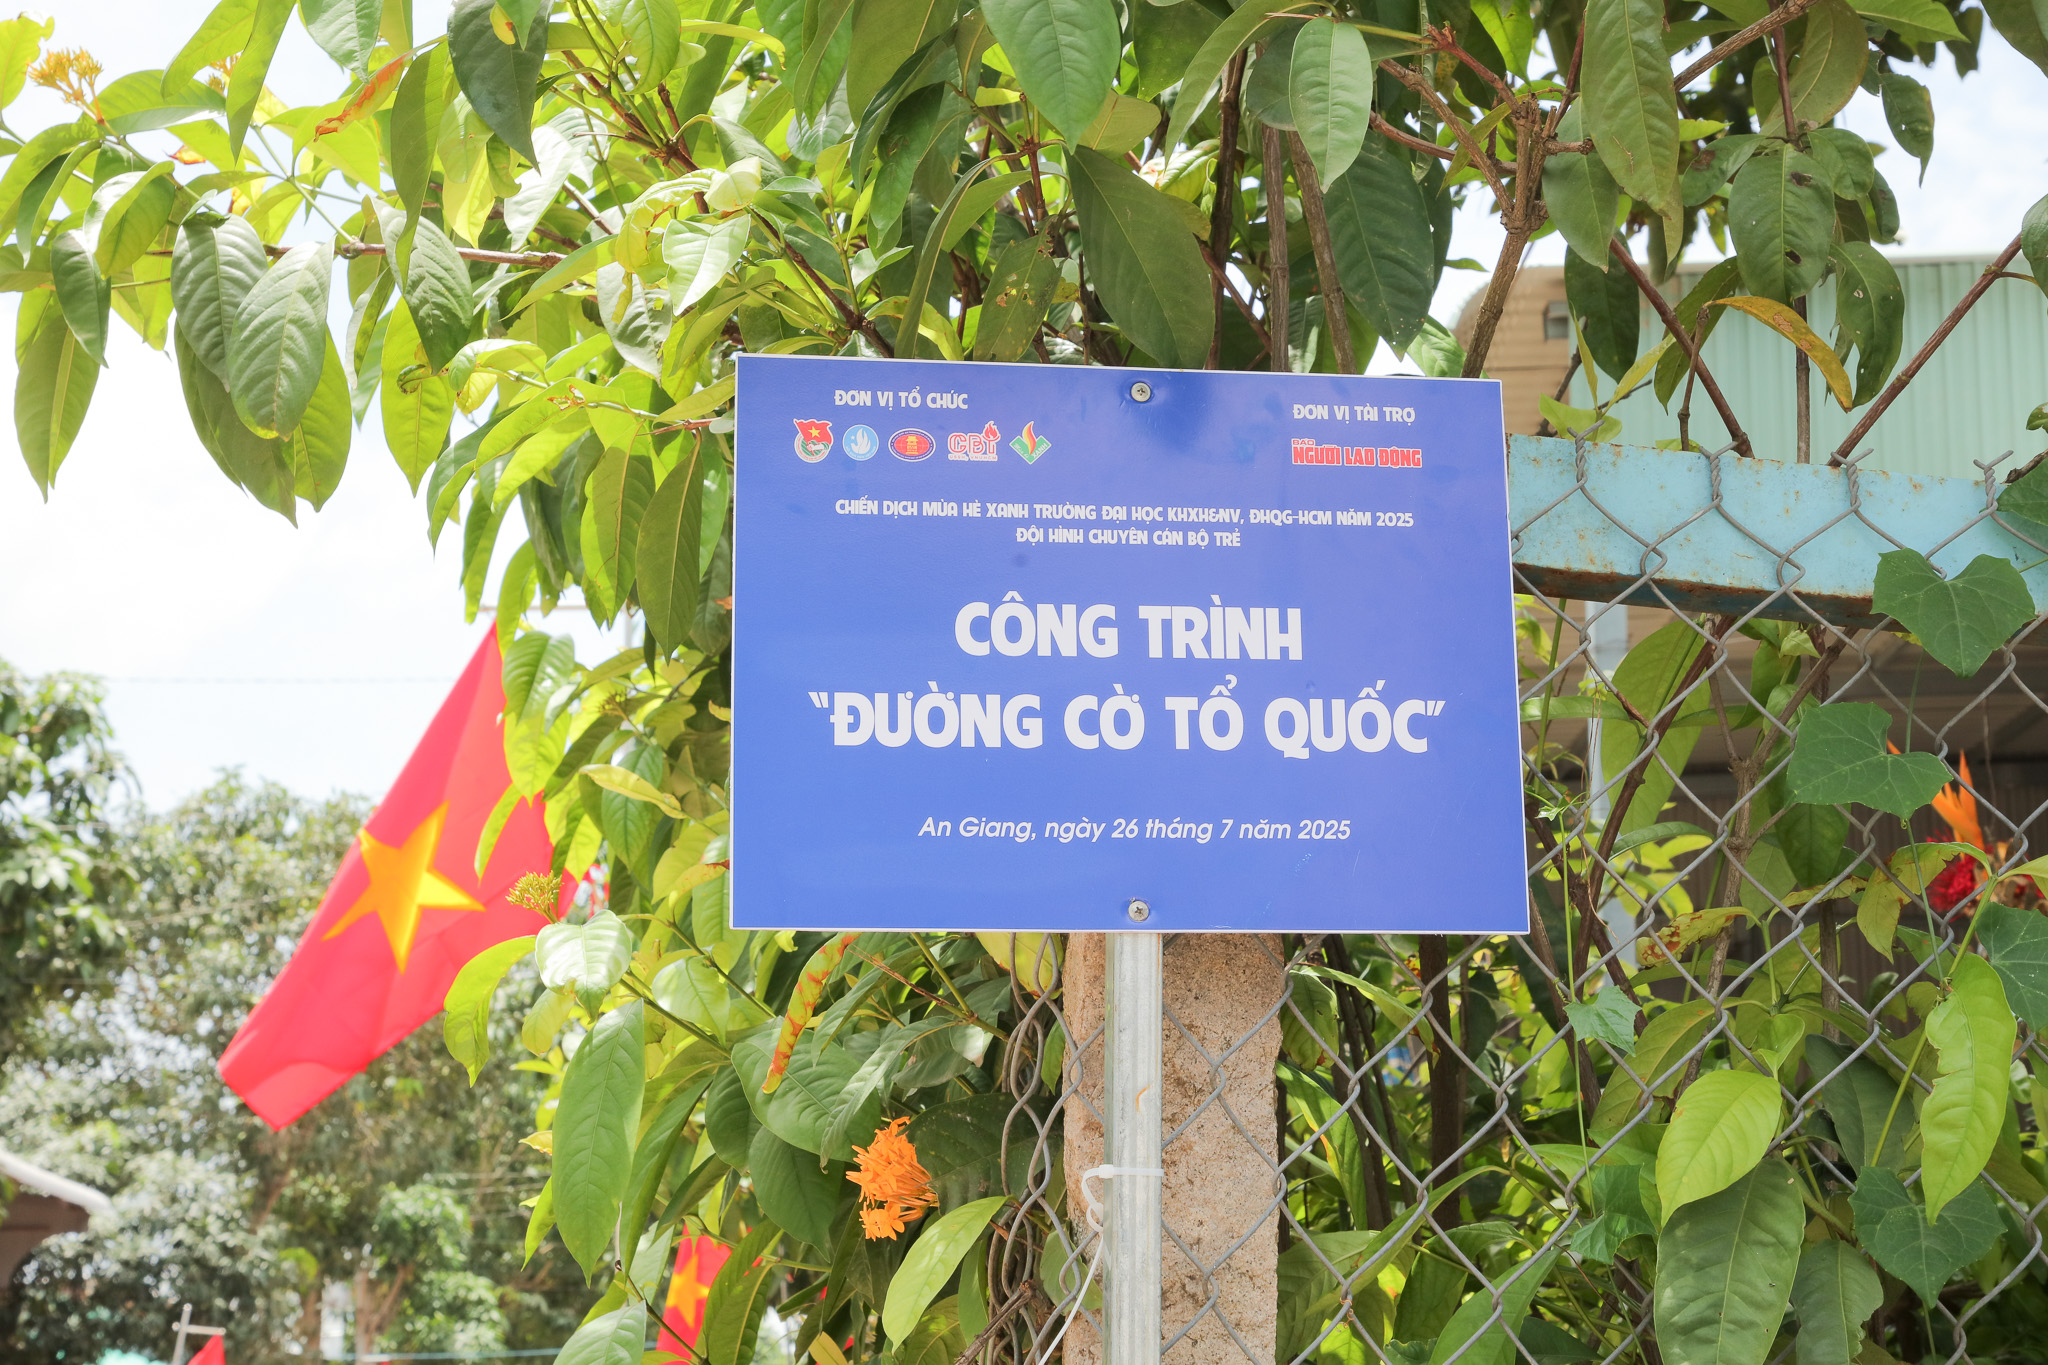 ĐƠN VỊ TỔ CHỨC
ĐƠN VỊ TÀI TRỢ
CBT
BÁO
NGƯỜI LAO ĐỘNG
CHIẾN DỊCH MÙA HÈ XANH TRƯỜNG ĐẠI HỌC KHXH&NV, ĐHQG-HCM NĂM 2025
ĐỘI HÌNH CHUYÊN CÁN BỘ TRẺ
CÔNG TRÌNH
“ĐƯỜNG CỜ TỔ QUỐC”
An Giang, ngày 26 tháng 7 năm 2025